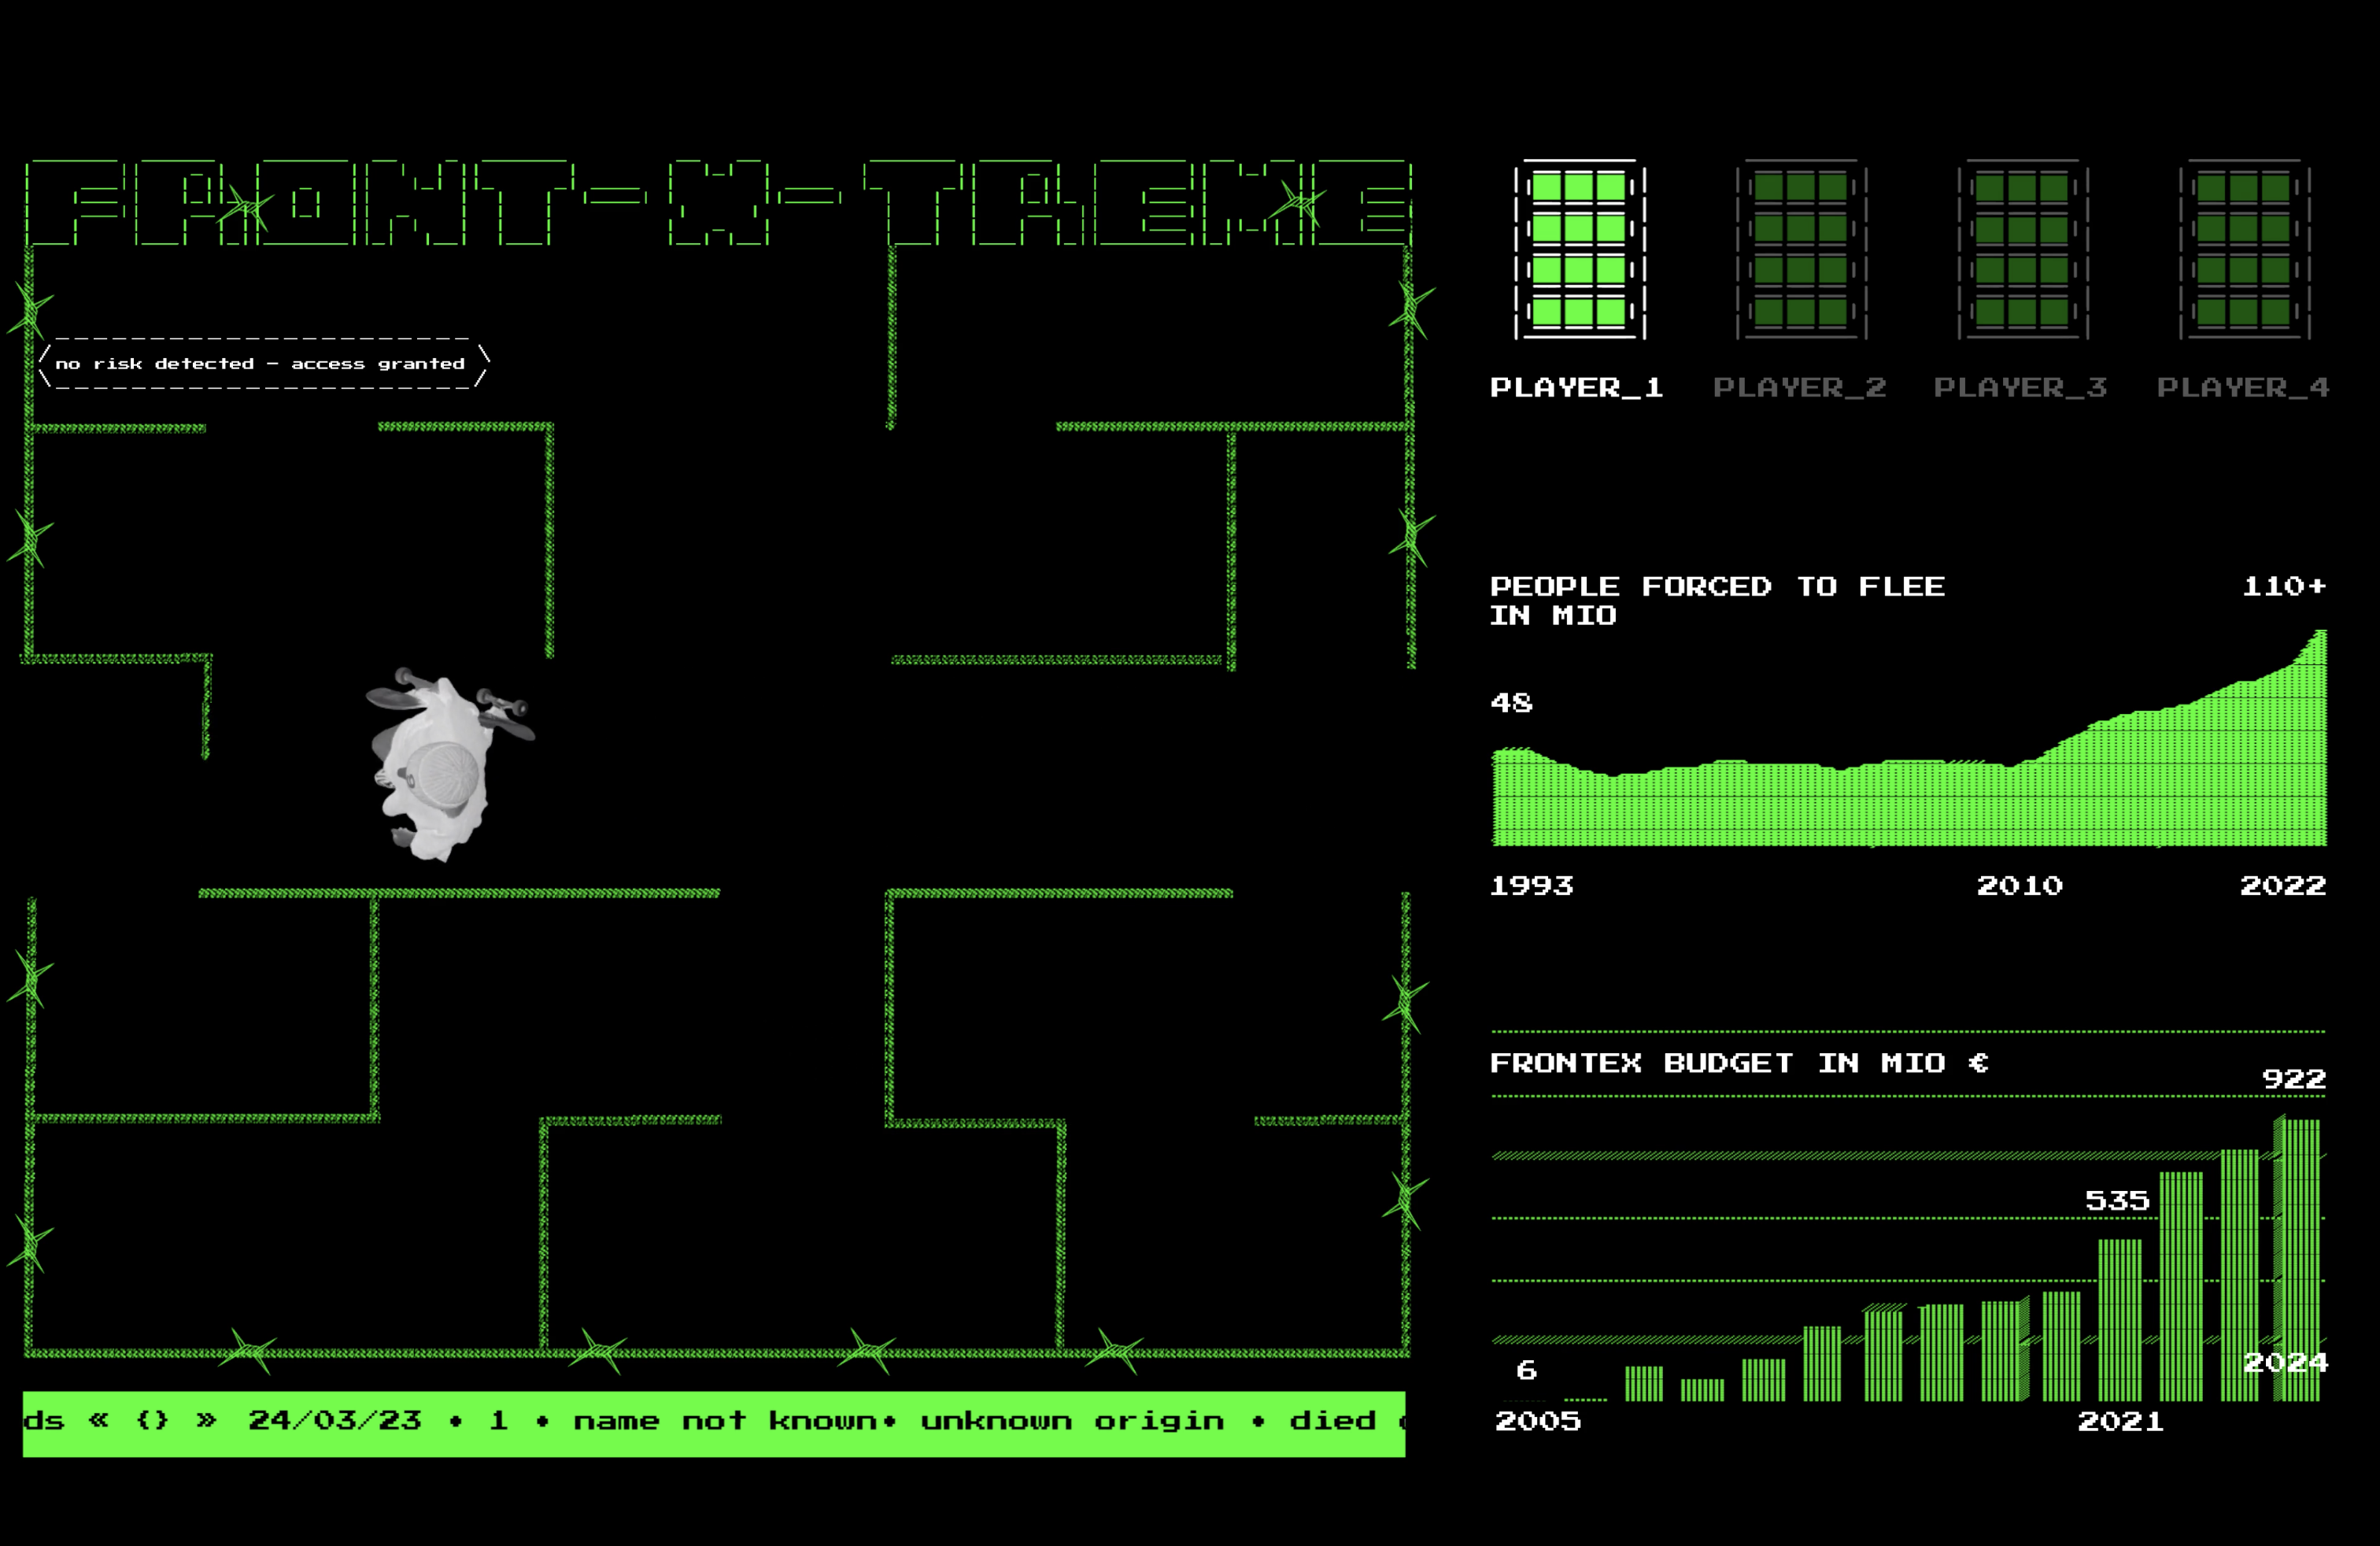 FRONT-X-TREME
no risk detected – access granted
PLAYER_1 PLAYER_2 PLAYER_3 PLAYER_4
PEOPLE FORCED TO FLEE
IN MIO
110+
48
1993 2010 2022
FRONTEX BUDGET IN MIO €
922
535
6
2024
2005 2021
ds « {} » 24/03/23 • 1 • name not known• unknown origin • died